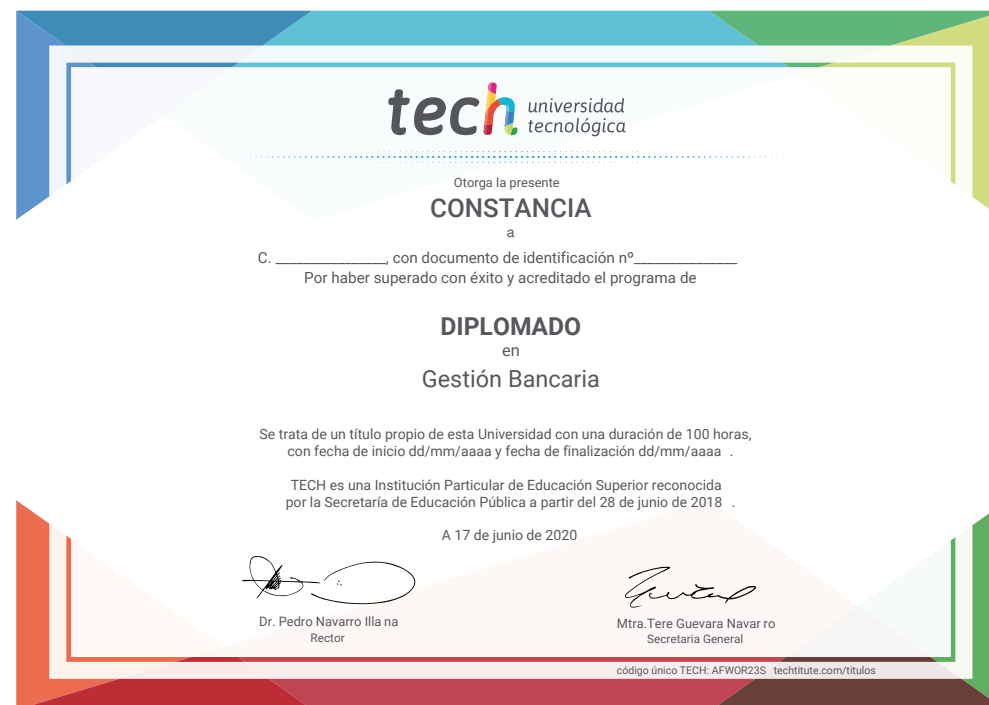 tech universidad
tecnológica
Otorga la presente
CONSTANCIA
a
C. _______________, con documento de identificación nº______________
Por haber superado con éxito y acreditado el programa de
DIPLOMADO
en
Gestión Bancaria
Se trata de un título propio de esta Universidad con una duración de 100 horas,
con fecha de inicio dd/mm/aaaa y fecha de finalización dd/mm/aaaa .
TECH es una Institución Particular de Educación Superior reconocida
por la Secretaría de Educación Pública a partir del 28 de junio de 2018 .
A 17 de junio de 2020
Dr. Pedro Navarro Illa na
Rector
Mtra.Tere Guevara Navar ro
Secretaria General
código único TECH: AFWOR23S techtitute.com/titulos